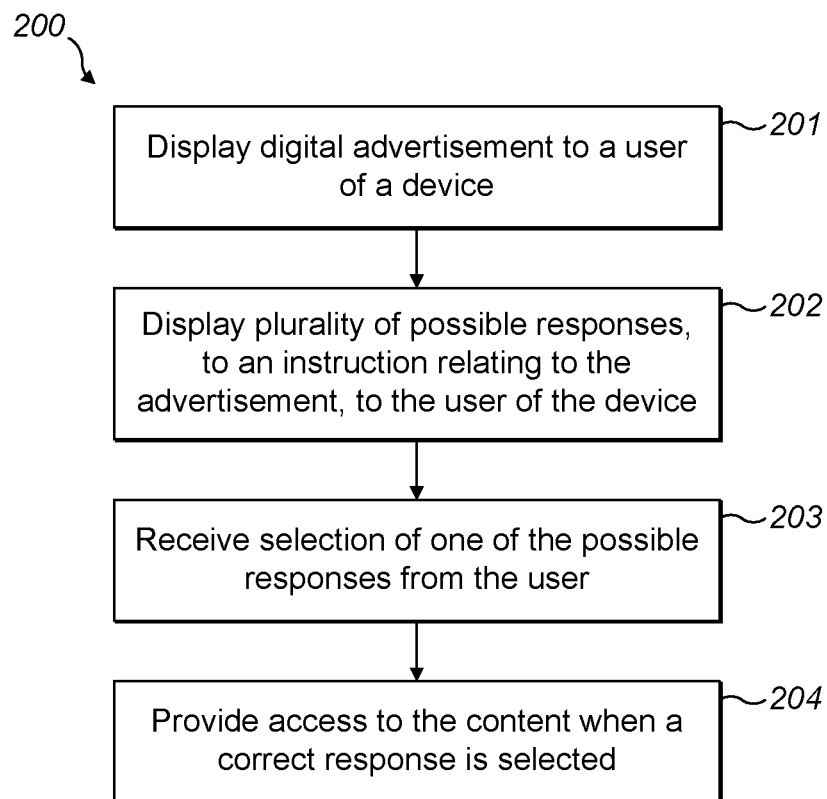 200
201
Display digital advertisement to a user
of a device
202
Display plurality of possible responses,
to an instruction relating to the
advertisement, to the user of the device
203
Receive selection of one of the possible
responses from the user
204
Provide access to the content when a
correct response is selected